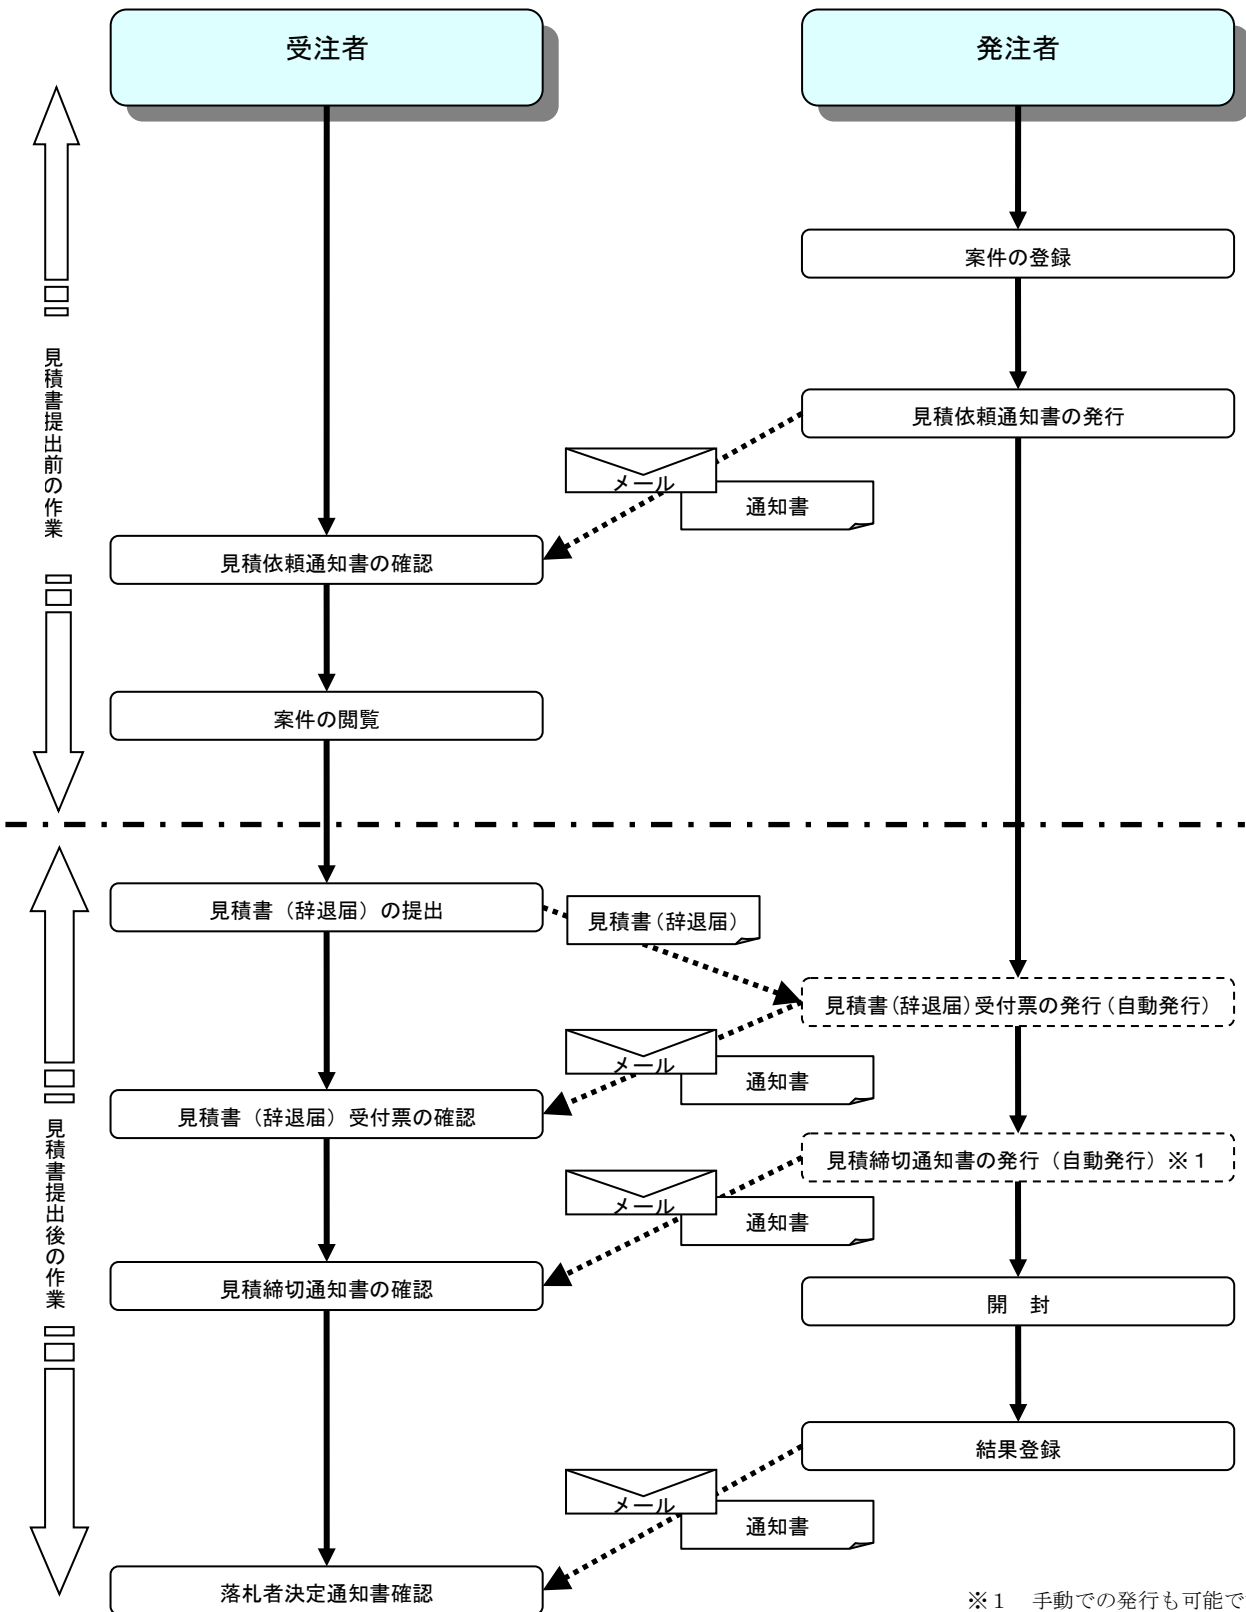 受注者
発注者
案件の登録
見積依頼通知書の発行
メール
通知書
見積依頼通知書の確認
案件の閲覧
見積書提出前の作業
見積書（辞退届）の提出
見積書（辞退届）
見積書（辞退届）受付票の発行（自動発行）
メール
通知書
見積書（辞退届）受付票の確認
見積締切通知書の発行（自動発行）※１
メール
通知書
見積締切通知書の確認
開　封
結果登録
メール
通知書
落札者決定通知書確認
見積書提出後の作業
※１　手動での発行も可能で